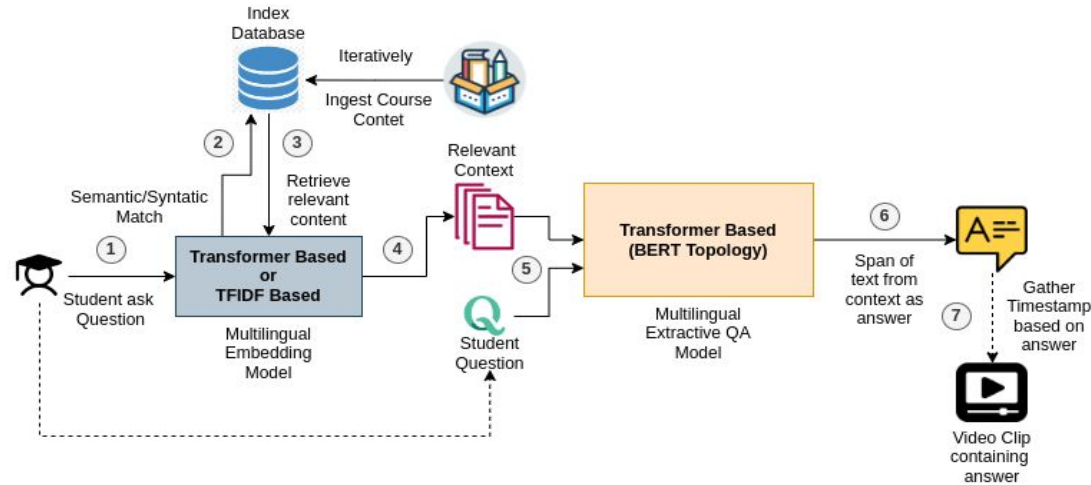 Index
Database
Iteratively
Ingest Course
Contet
2
3
Semantic/Syntatic
Match
Retrieve
relevant
content
1
Student ask
Question
Transformer Based
or
TFIDF Based
Multilingual
Embedding
Model
4
Relevant
Context
5
Q
Student
Question
Transformer Based
(BERT Topology)
Multilingual
Extractive QA
Model
6
Span of
text from
context as
answer
A
7
Gather
Timestamp
based on
answer
Video Clip
containing
answer